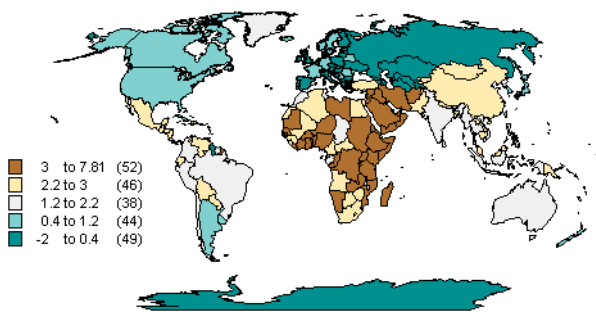 3 to 7.81 (52)
2.2 to 3 (46)
1.2 to 2.2 (38)
0.4 to 1.2 (44)
-2 to 0.4 (49)